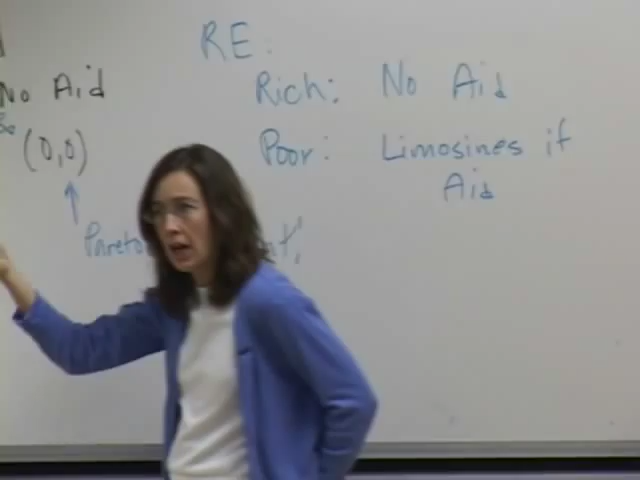 RE:
No Aid
Rich: No Aid
(0,0)
Poor: Limosines if
Aid
Pareto